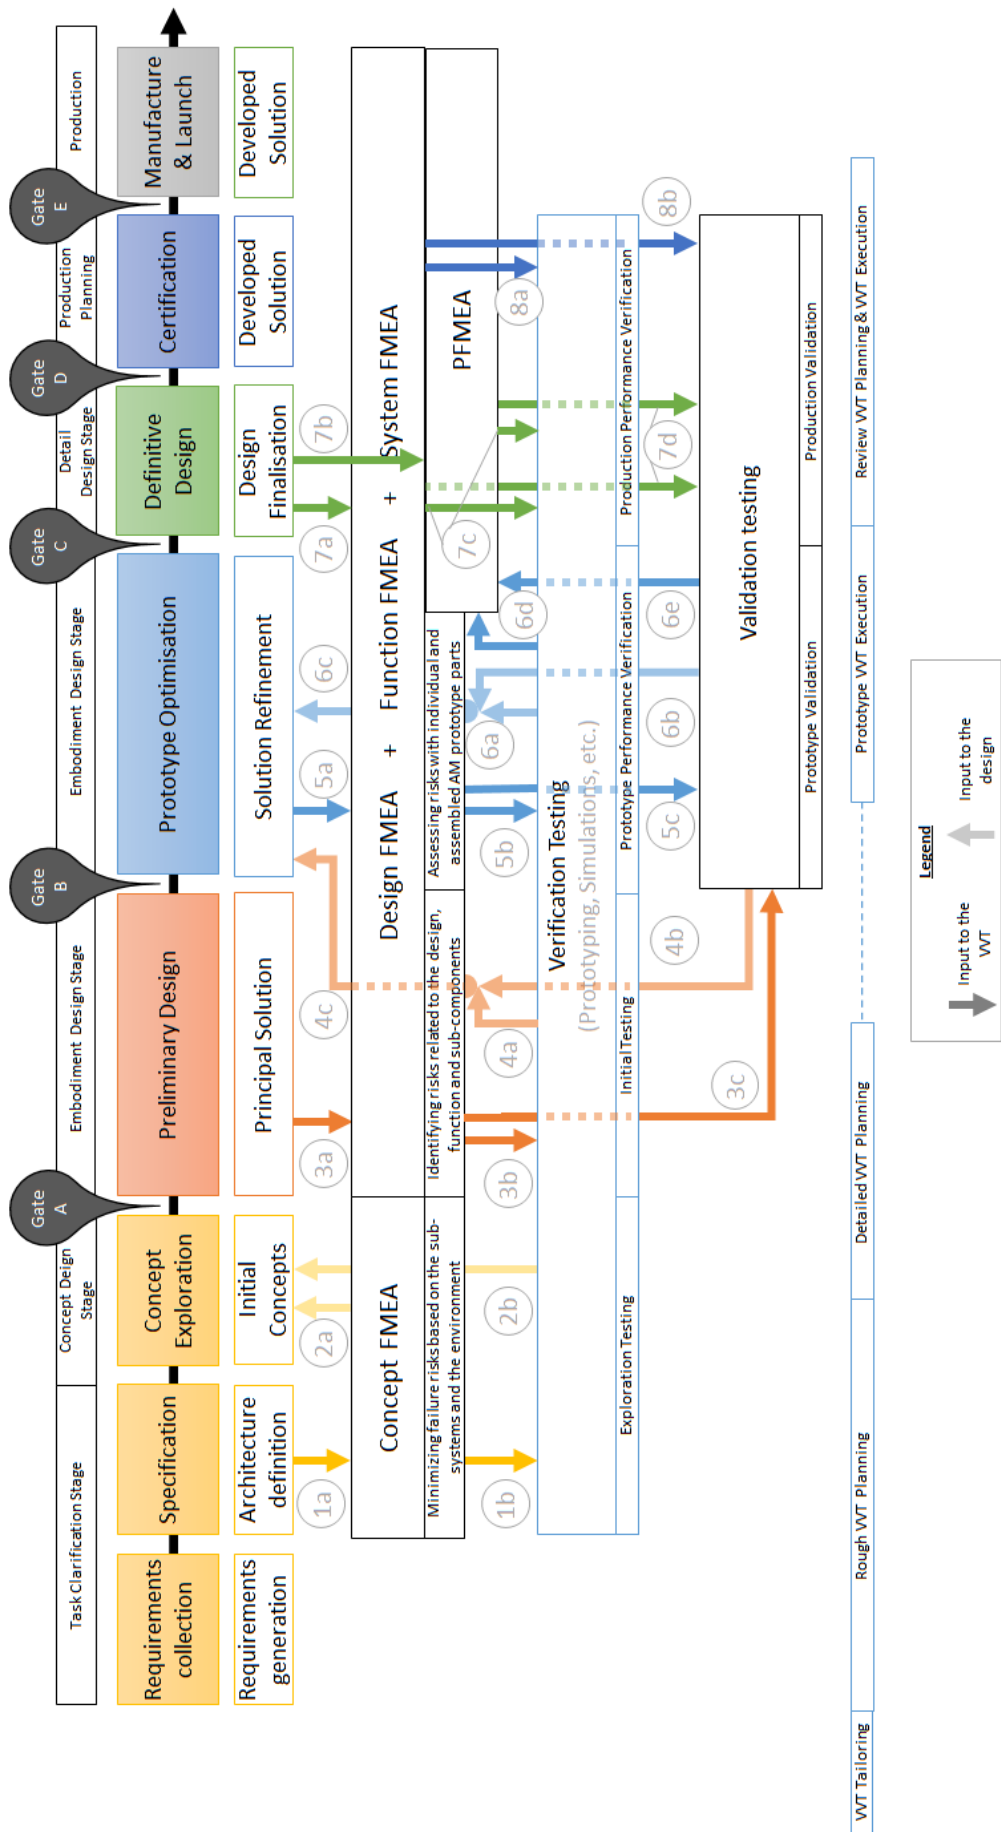 Task Clarification Stage
Concept Deign
Stage
Embodiment Design Stage
Embodiment Design Stage
Detail
Design Stage
Production
Planning
Production
Gate
A
Gate
B
Gate
C
Gate
D
Gate
E
Requirements
collection
Specification
Concept
Exploration
Preliminary Design
Prototype Optimisation
Definitive
Design
Certification
Manufacture
& Launch
Requirements
generation
Architecture
definition
Initial
Concepts
Principal Solution
Solution Refinement
Design
Finalisation
Developed
Solution
Developed
Solution
1a
2a
3a
4c
5a
6c
7a
7b
Concept FMEA
Design FMEA + Function FMEA + System FMEA
Minimizing failure risks based on the sub-
systems and the environment
Identifying risks related to the design,
function and sub-components
Assessing risks with individual and
assembled AM prototype parts
PFMEA
1b
2b
3b
4a
5b
6a
6d
7c
8a
Verification Testing
(Prototyping, Simulations, etc.)
Exploration Testing
Initial Testing
Prototype Performance Verification
Production Performance Verification
3c
4b
5c
6b
6e
7d
8b
Validation testing
Prototype Validation
Production Validation
VVT Tailoring
Rough VVT Planning
Detailed VVT Planning
Prototype VVT Execution
Review VVT Planning & VVT Execution
Legend
Input to the
VVT
Input to the
design